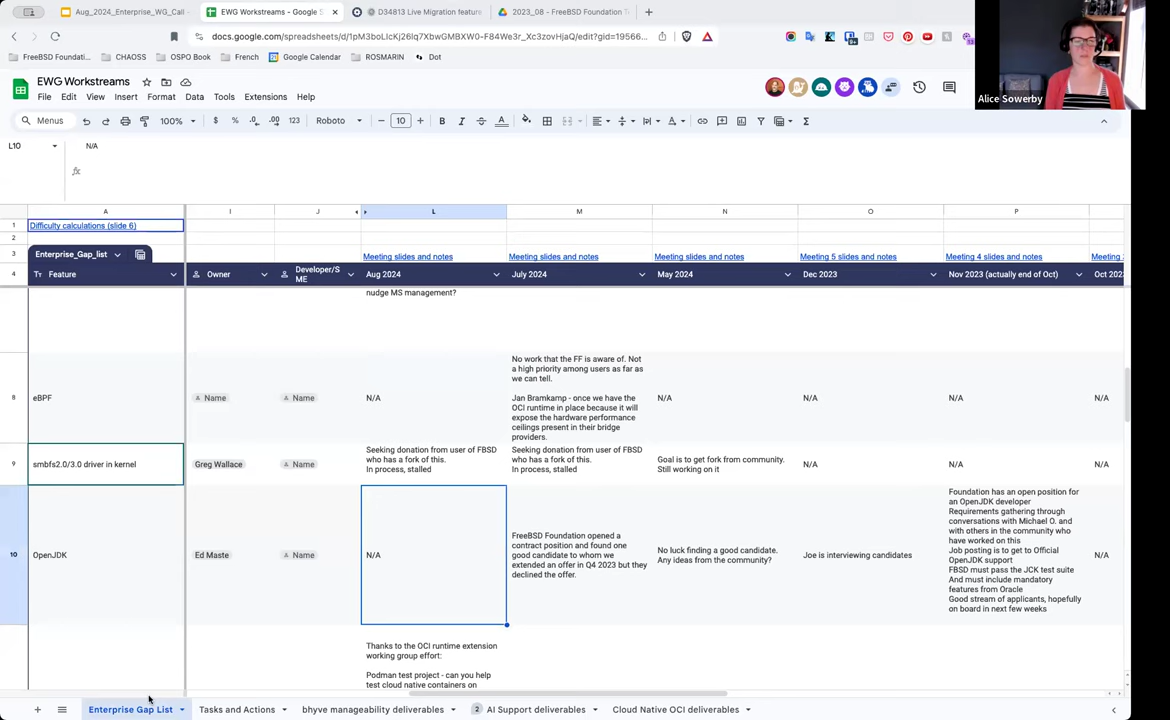 Aug_2024_Enterprise_WG_Call -
EWG Workstreams - Google S
D34813 Live Migration feature
2023_08 - FreeBSD Foundation T
docs.google.com/spreadsheets/d/1pM3boLIcKj26Iq7XbwGMBXW0-F84We3r_Xc3zovHjaQ/edit?gid=19566...
FreeBSD Foundati...
CHAOSS
OSPO Book
French
Google Calendar
ROSMARIN
Dot
Alice Sowerby
EWG Workstreams
File Edit View Insert Format Data Tools Extensions Help
Menus
100%
$ % .0 .00 123
Roboto
10
L10
N/A
A I J L M N O P
1 Difficulty calculations (slide 6)
2
3 Enterprise_Gap_list
Meeting slides and notes
Meeting slides and notes
Meeting slides and notes
Meeting 5 slides and notes
Meeting 4 slides and notes
Meeting
4 Feature
Owner
Developer/S
ME
Aug 2024
July 2024
May 2024
Dec 2023
Nov 2023 (actually end of Oct)
Oct 202
nudge MS management?
8
eBPF
Name
Name
N/A
No work that the FF is aware of. Not
a high priority among users as far as
we can tell.
Jan Bramkamp - once we have the
OCI runtime in place because it will
expose the hardware performance
ceilings present in their bridge
providers.
N/A
N/A
N/A
N/A
9
smbfs2.0/3.0 driver in kernel
Greg Wallace
Name
Seeking donation from user of FBSD
who has a fork of this.
In process, stalled
Seeking donation from user of FBSD
who has a fork of this.
In process, stalled
Goal is to get fork from community.
Still working on it
N/A
N/A
N/A
10
OpenJDK
Ed Maste
Name
N/A
FreeBSD Foundation opened a
contract position and found one
good candidate to whom we
extended an offer in Q4 2023 but they
declined the offer.
No luck finding a good candidate.
Any ideas from the community?
Joe is interviewing candidates
Foundation has an open position for
an OpenJDK developer
Requirements gathering through
conversations with Michael O. and
with others in the community who
have worked on this
Job posting is to get to Official
OpenJDK support
FBSD must pass the JCK test suite
And must include mandatory
features from Oracle
Good stream of applicants, hopefully
on board in next few weeks
N/A
Thanks to the OCI runtime extension
working group effort:
Podman test project - can you help
test cloud native containers on
Enterprise Gap List
Tasks and Actions
bhyve manageability deliverables
2 AI Support deliverables
Cloud Native OCI deliverables